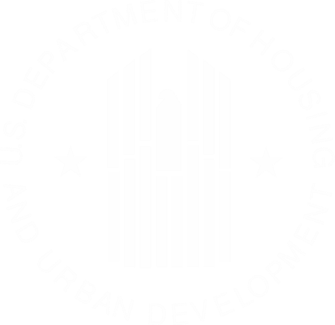 U.S. DEPARTMENT OF HOUSING
AND URBAN DEVELOPMENT